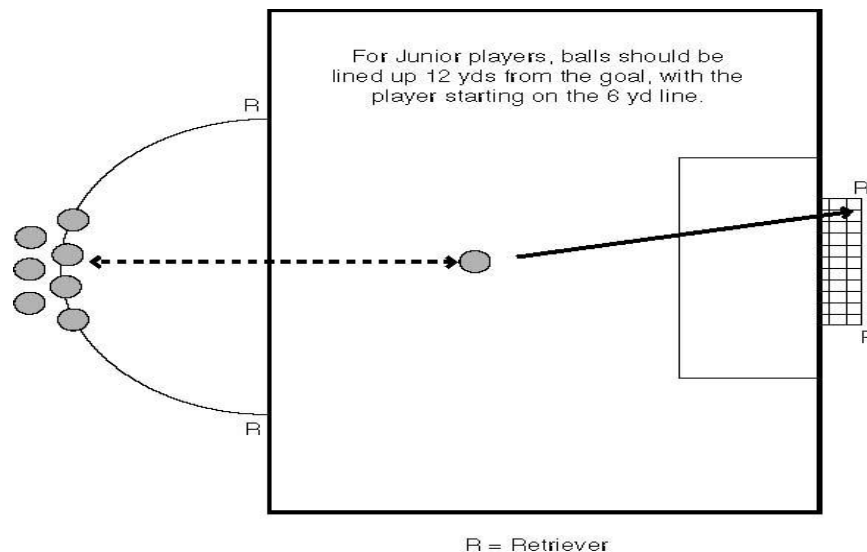 For Junior players, balls should be
lined up 12 yds from the goal, with the
player starting on the 6 yd line.
R
R
R
R
R = Retriever